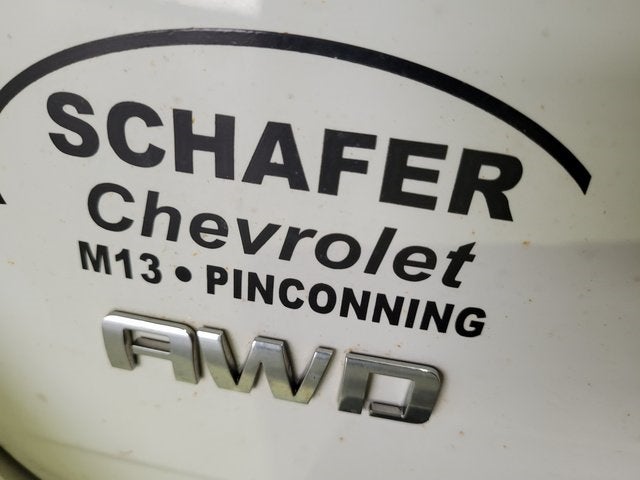 SCHAFER
Chevrolet
M13 • PINCONNING
AWD